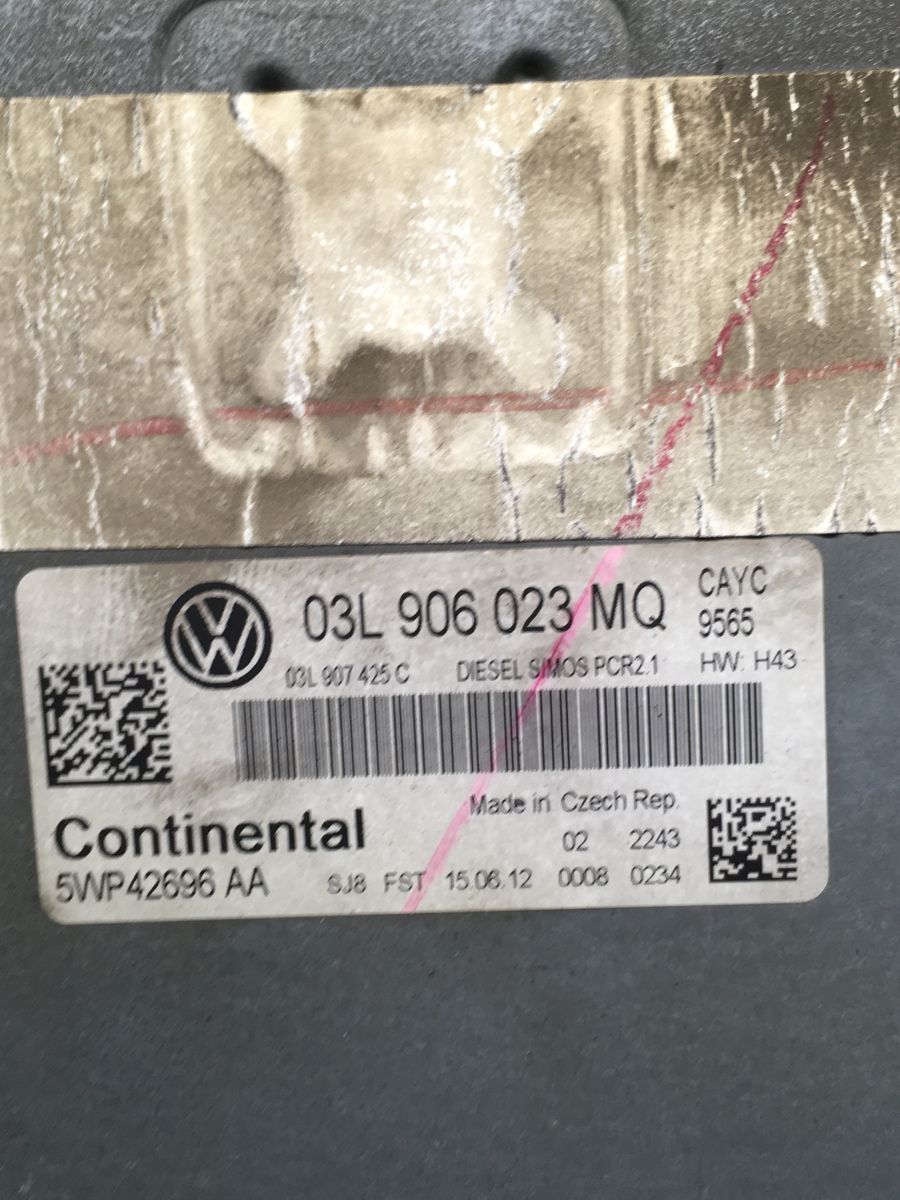 03L 906 023 MQ CAYC
9565
03L 907 425 C DIESEL SIMOS PCR2.1 HW: H43
Made in Czech Rep.
Continental 02 2243
5WP42696 AA SJ8 FST 15.06.12 0008 0234